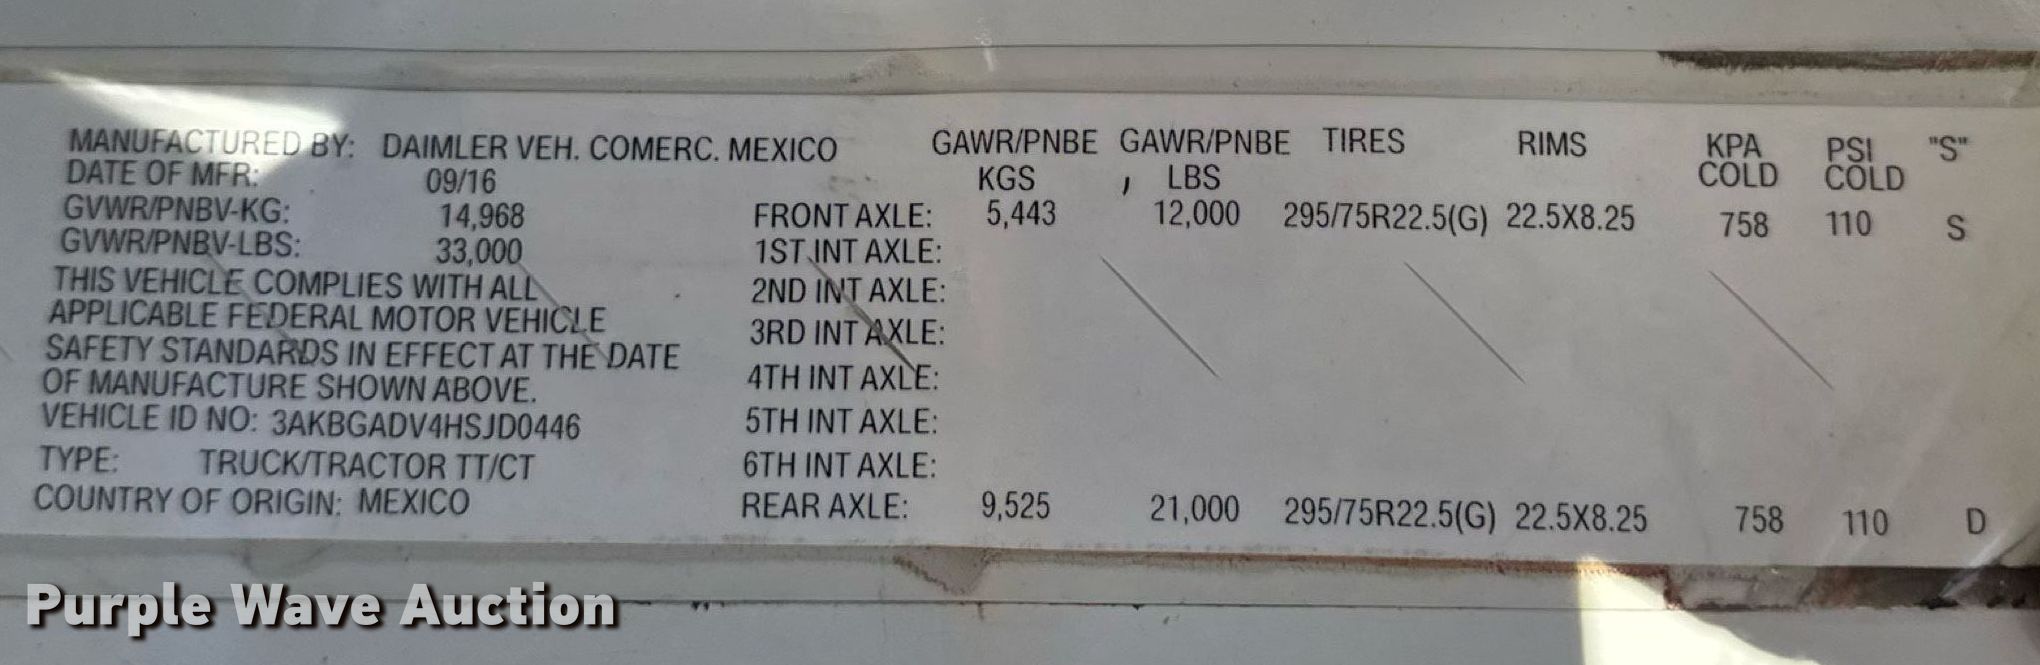 MANUFACTURED BY: DAIMLER VEH. COMERC. MEXICO
DATE OF MFR: 09/16
GVWR/PNBV-KG: 14,968
GVWR/PNBV-LBS: 33,000
THIS VEHICLE COMPLIES WITH ALL
APPLICABLE FEDERAL MOTOR VEHICLE
SAFETY STANDARDS IN EFFECT AT THE DATE
OF MANUFACTURE SHOWN ABOVE.
VEHICLE ID NO: 3AKBGADV4HSJD0446
TYPE: TRUCK/TRACTOR TT/CT
COUNTRY OF ORIGIN: MEXICO
GAWR/PNBE GAWR/PNBE TIRES RIMS KPA PSI "S"
KGS , LBS COLD COLD
FRONT AXLE: 5,443 12,000 295/75R22.5(G) 22.5X8.25 758 110 S
1ST INT AXLE:
2ND INT AXLE:
3RD INT AXLE:
4TH INT AXLE:
5TH INT AXLE:
6TH INT AXLE:
REAR AXLE: 9,525 21,000 295/75R22.5(G) 22.5X8.25 758 110 D
Purple Wave Auction